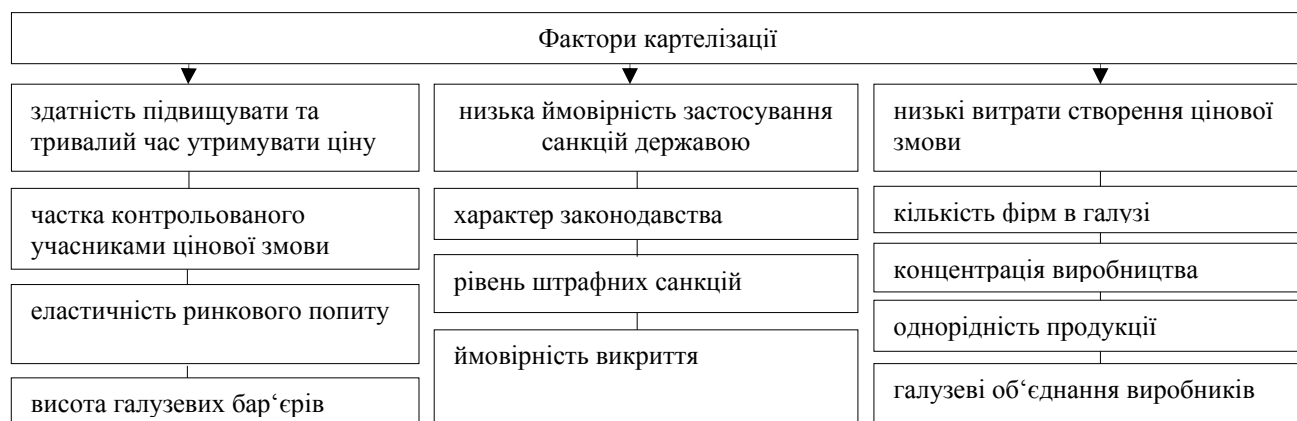 Фактори картелізації
здатність підвищувати та
тривалий час утримувати ціну
частка контрольованого
учасниками цінової змови
еластичність ринкового попиту
висота галузевих бар‘єрів
низька ймовірність застосування
санкцій державою
характер законодавства
рівень штрафних санкцій
ймовірність викриття
низькі витрати створення цінової
змови
кількість фірм в галузі
концентрація виробництва
однорідність продукції
галузеві об‘єднання виробників